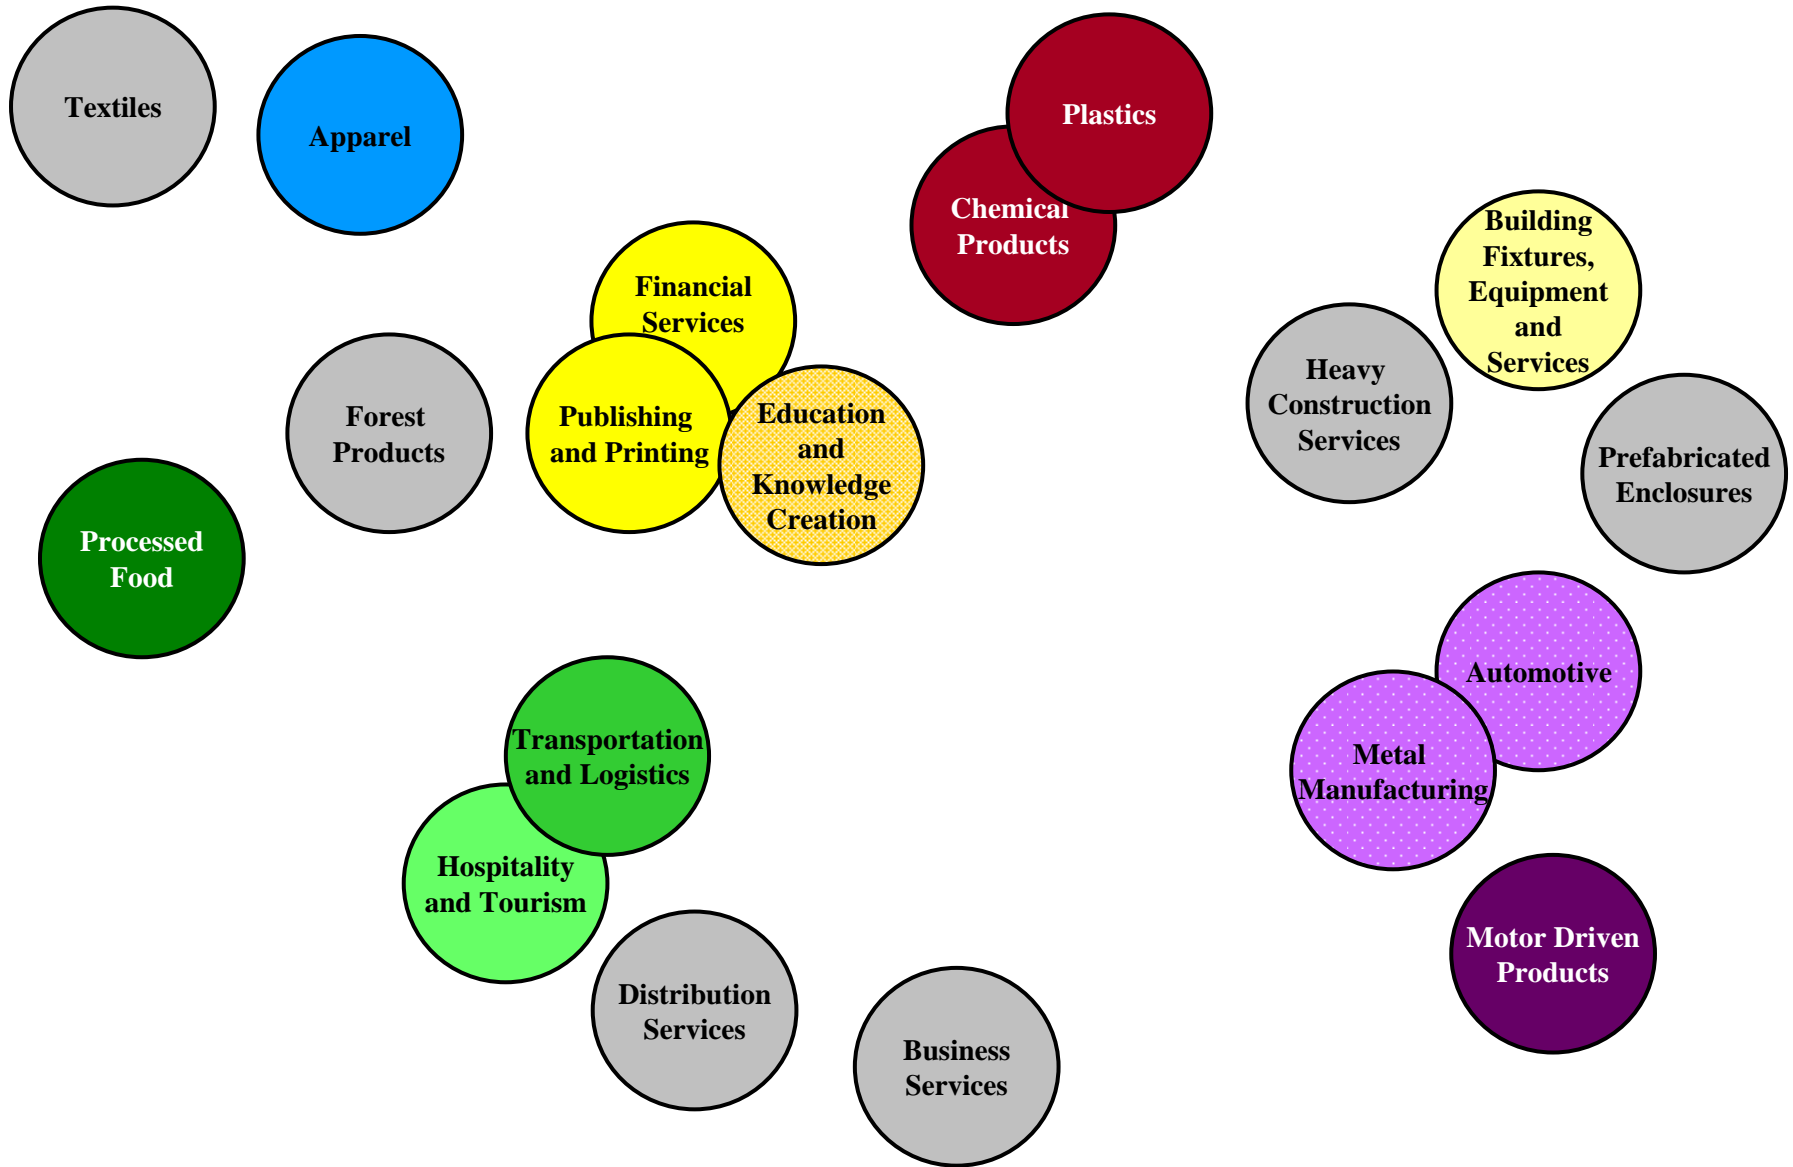 Textiles
Apparel
Plastics
Chemical
Products
Building
Fixtures,
Equipment
and
Services
Financial
Services
Heavy
Construction
Services
Forest
Products
Publishing
and Printing
Education
and
Knowledge
Creation
Prefabricated
Enclosures
Processed
Food
Automotive
Transportation
and Logistics
Metal
Manufacturing
Hospitality
and Tourism
Motor Driven
Products
Distribution
Services
Business
Services